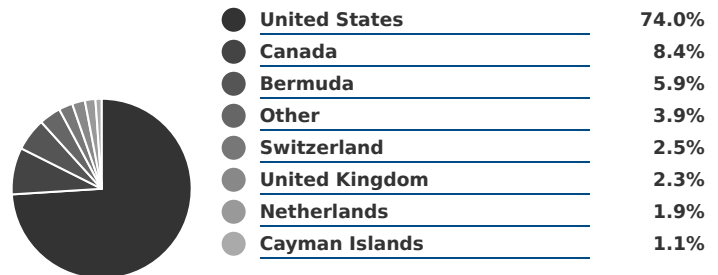 United States 74.0%
Canada 8.4%
Bermuda 5.9%
Other 3.9%
Switzerland 2.5%
United Kingdom 2.3%
Netherlands 1.9%
Cayman Islands 1.1%